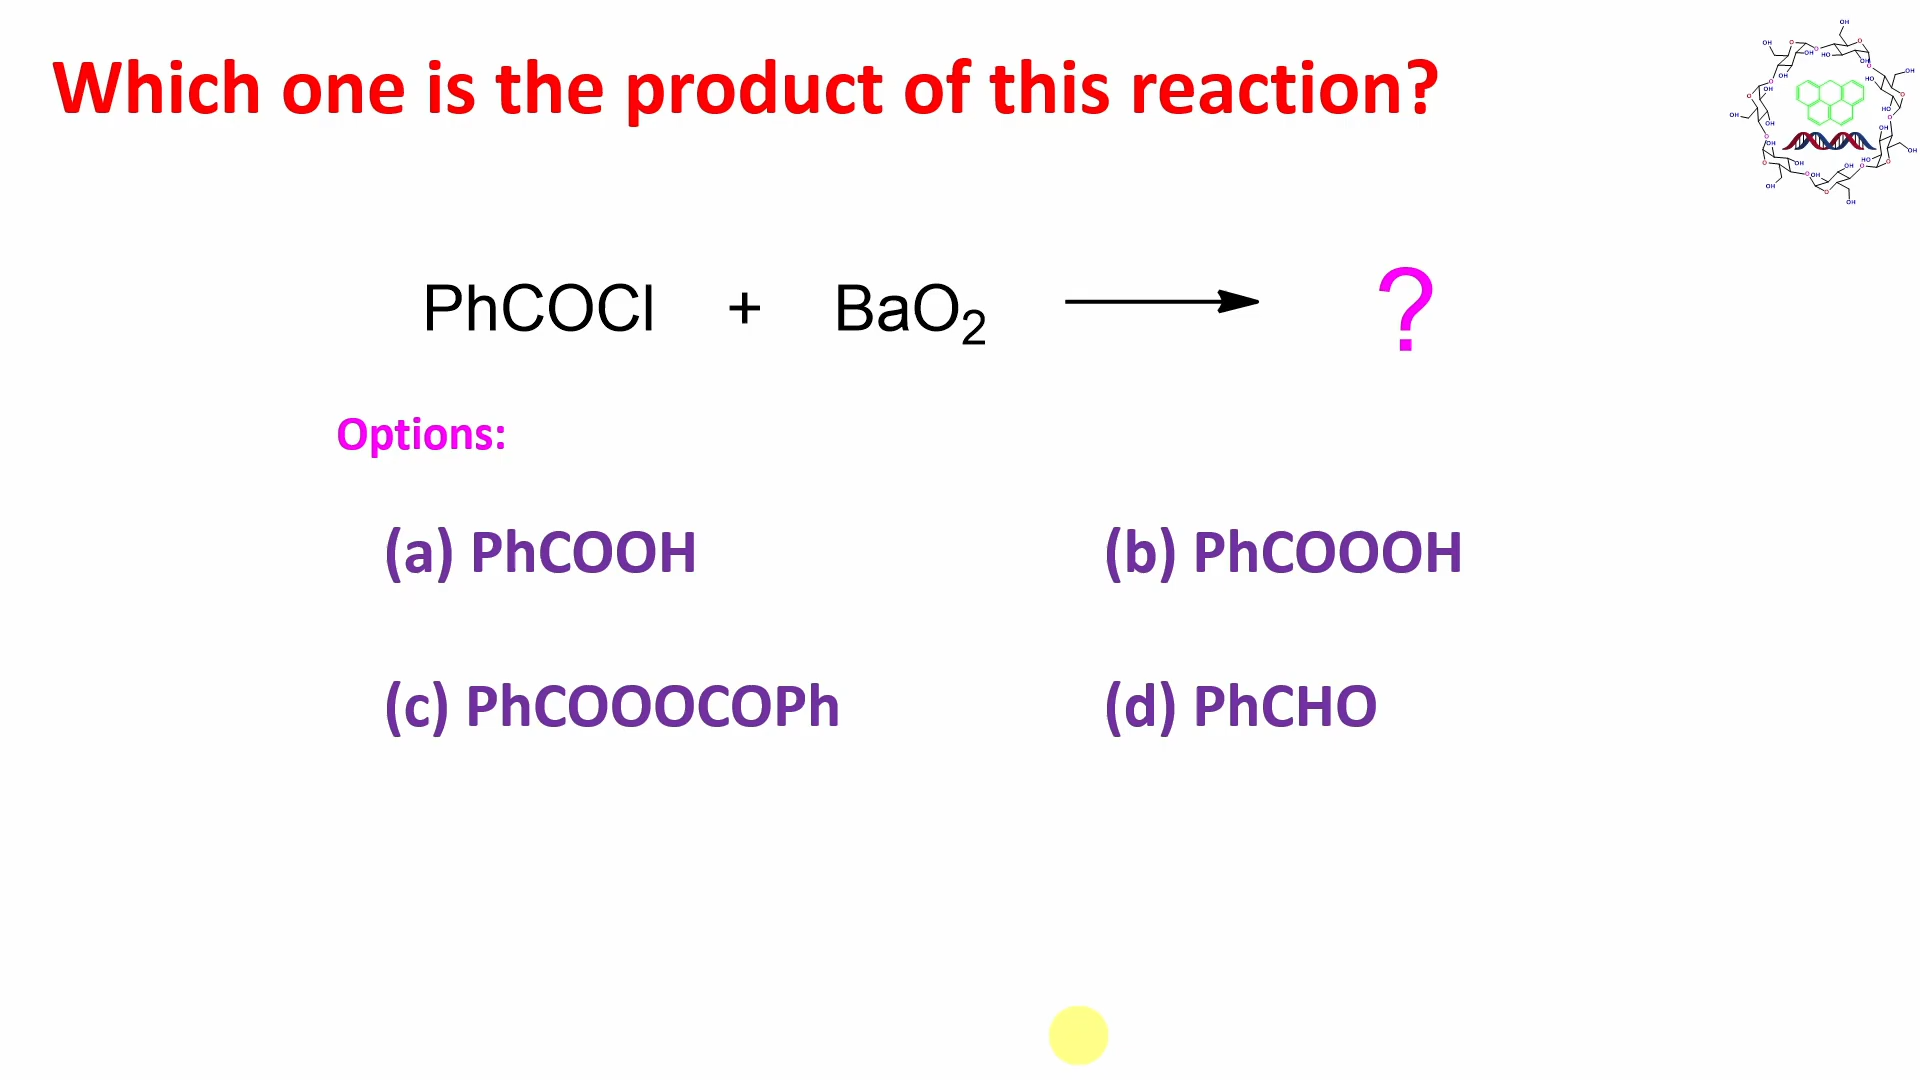 Which one is the product of this reaction?
PhCOCl + BaO₂ ⟶ ?
Options:
(a) PhCOOH (b) PhCOOOH
(c) PhCOOOCOPh (d) PhCHO